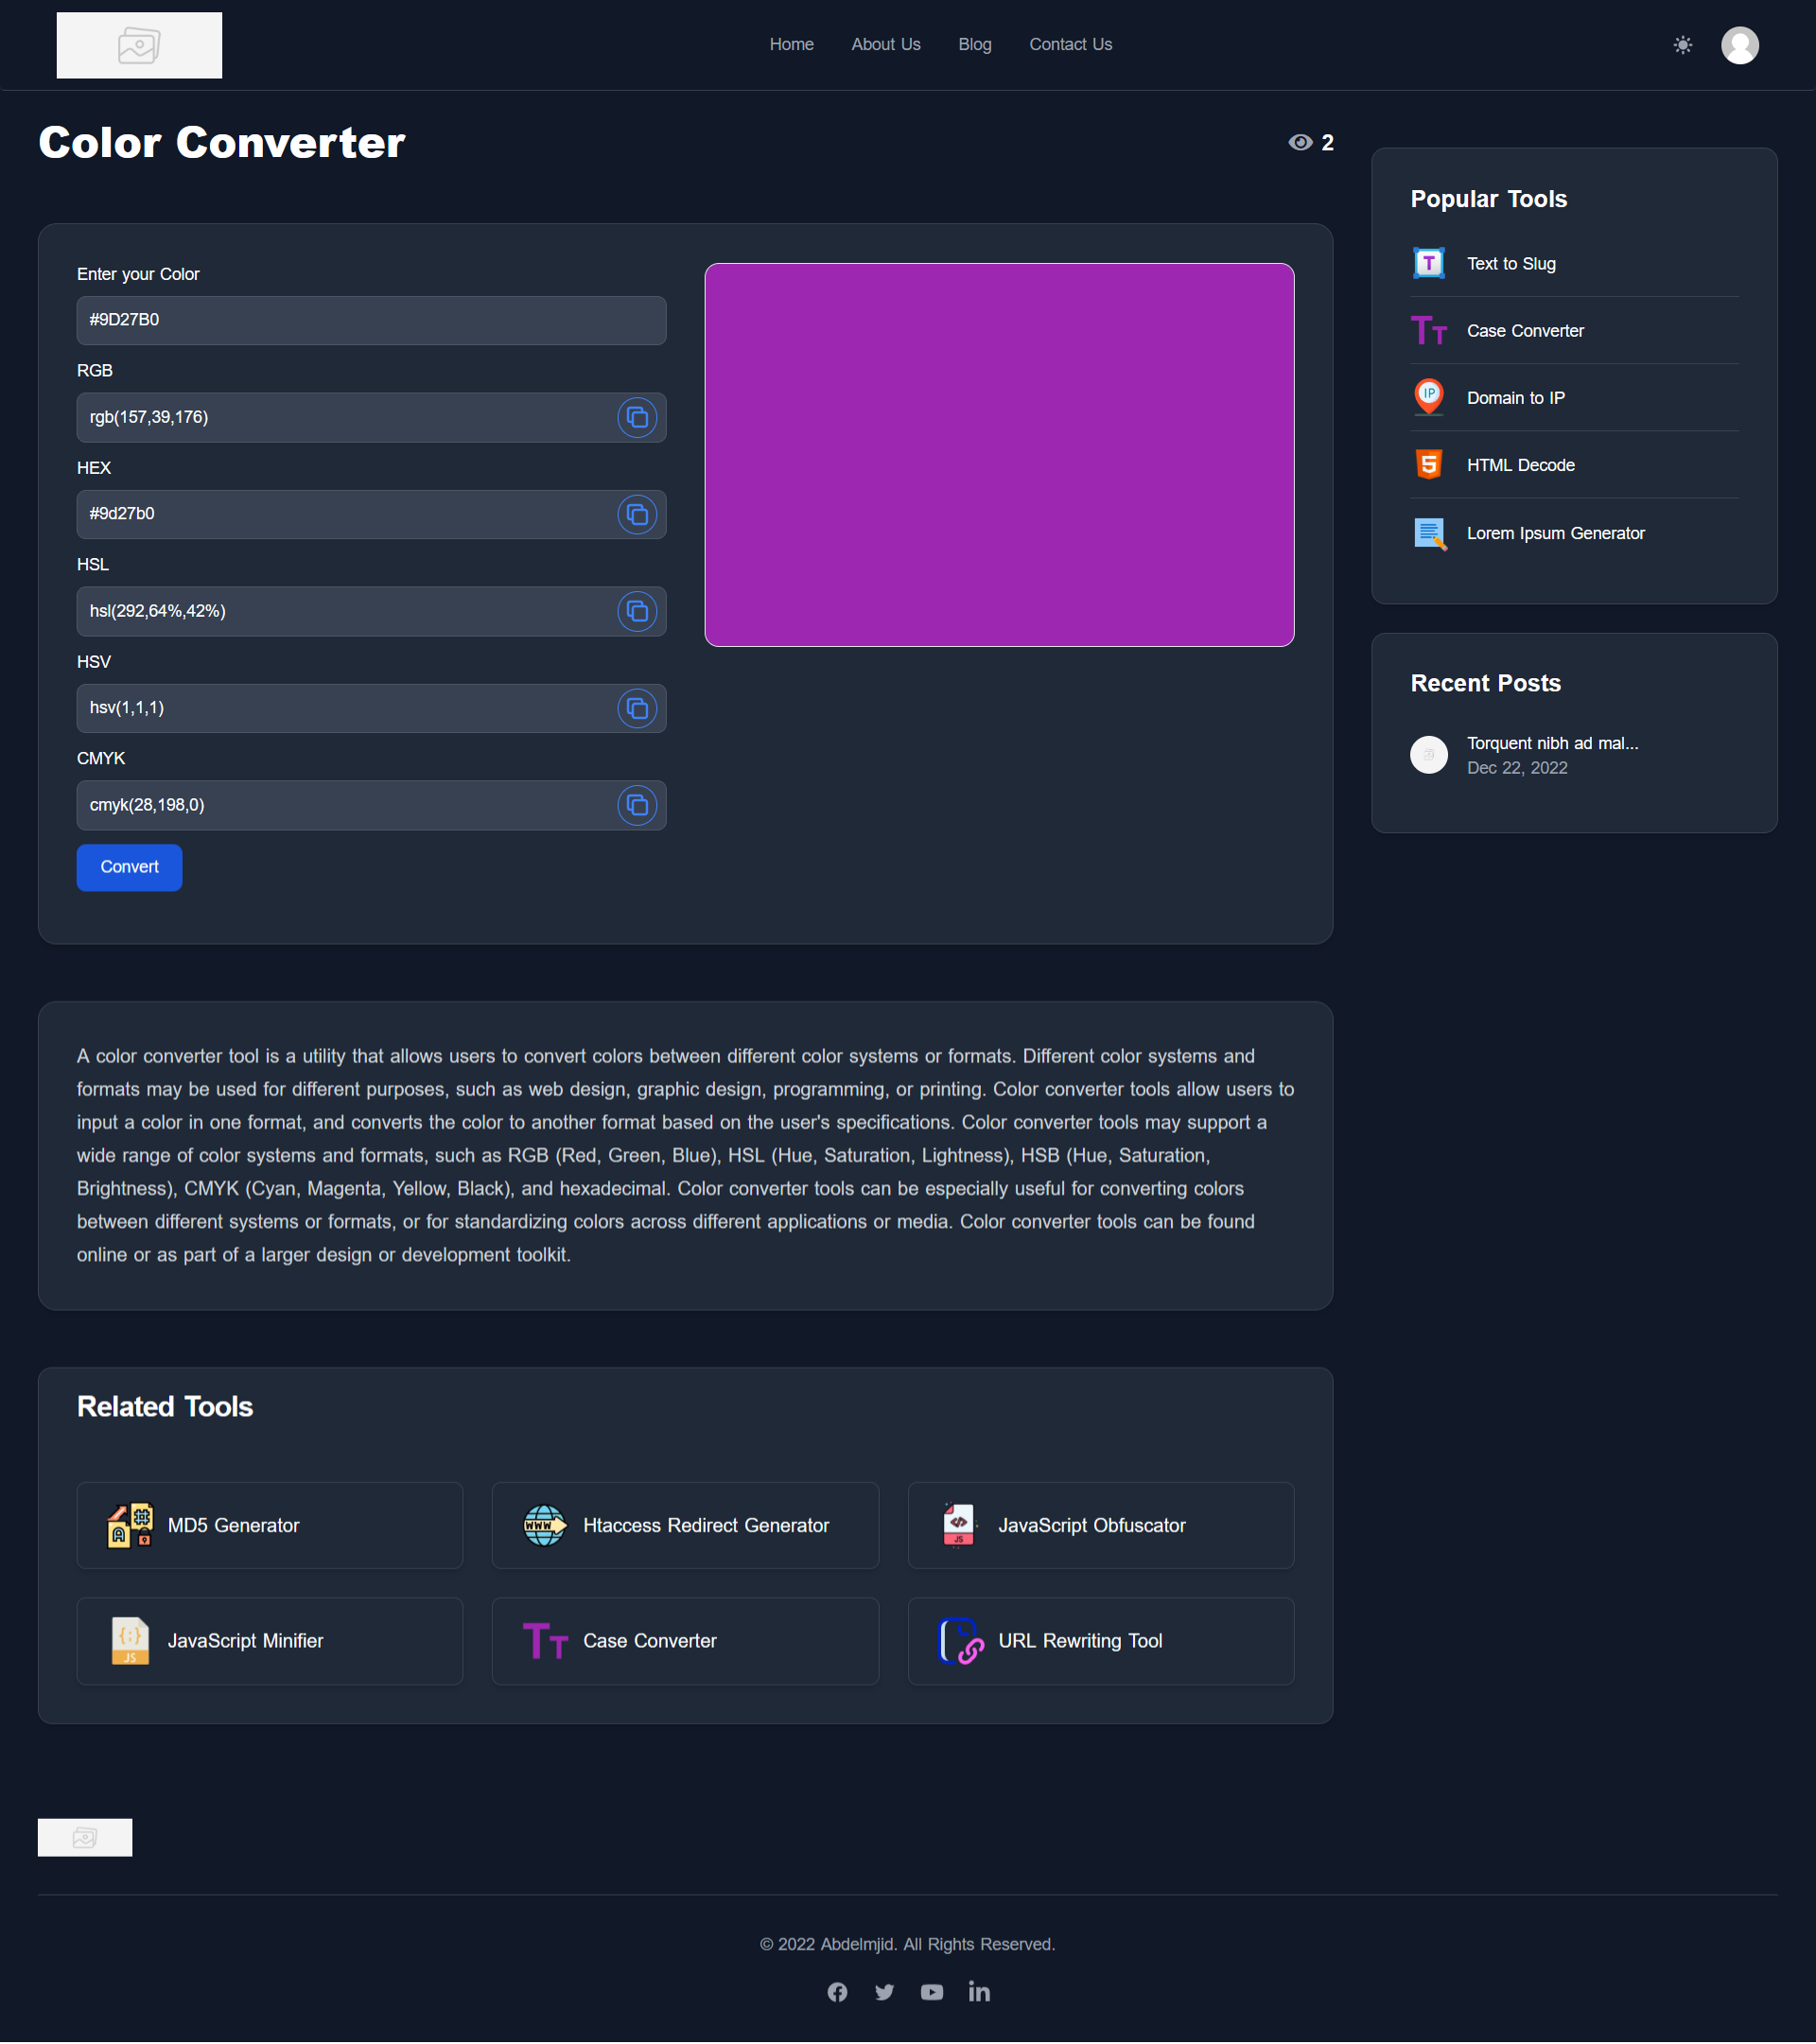 Home
About Us
Blog
Contact Us
Color Converter
2
Enter your Color
#9D27B0
RGB
rgb(157,39,176)
HEX
#9d27b0
HSL
hsl(292,64%,42%)
HSV
hsv(1,1,1)
CMYK
cmyk(28,198,0)
Convert
Popular Tools
Text to Slug
Case Converter
IP
Domain to IP
HTML Decode
Lorem Ipsum Generator
Recent Posts
Torquent nibh ad mal...
Dec 22, 2022
A color converter tool is a utility that allows users to convert colors between different color systems or formats. Different color systems and
formats may be used for different purposes, such as web design, graphic design, programming, or printing. Color converter tools allow users to
input a color in one format, and converts the color to another format based on the user's specifications. Color converter tools may support a
wide range of color systems and formats, such as RGB (Red, Green, Blue), HSL (Hue, Saturation, Lightness), HSB (Hue, Saturation,
Brightness), CMYK (Cyan, Magenta, Yellow, Black), and hexadecimal. Color converter tools can be especially useful for converting colors
between different systems or formats, or for standardizing colors across different applications or media. Color converter tools can be found
online or as part of a larger design or development toolkit.
Related Tools
MD5 Generator
WWW
Htaccess Redirect Generator
JS
JavaScript Obfuscator
JS
JavaScript Minifier
Case Converter
URL Rewriting Tool
© 2022 Abdelmjid. All Rights Reserved.